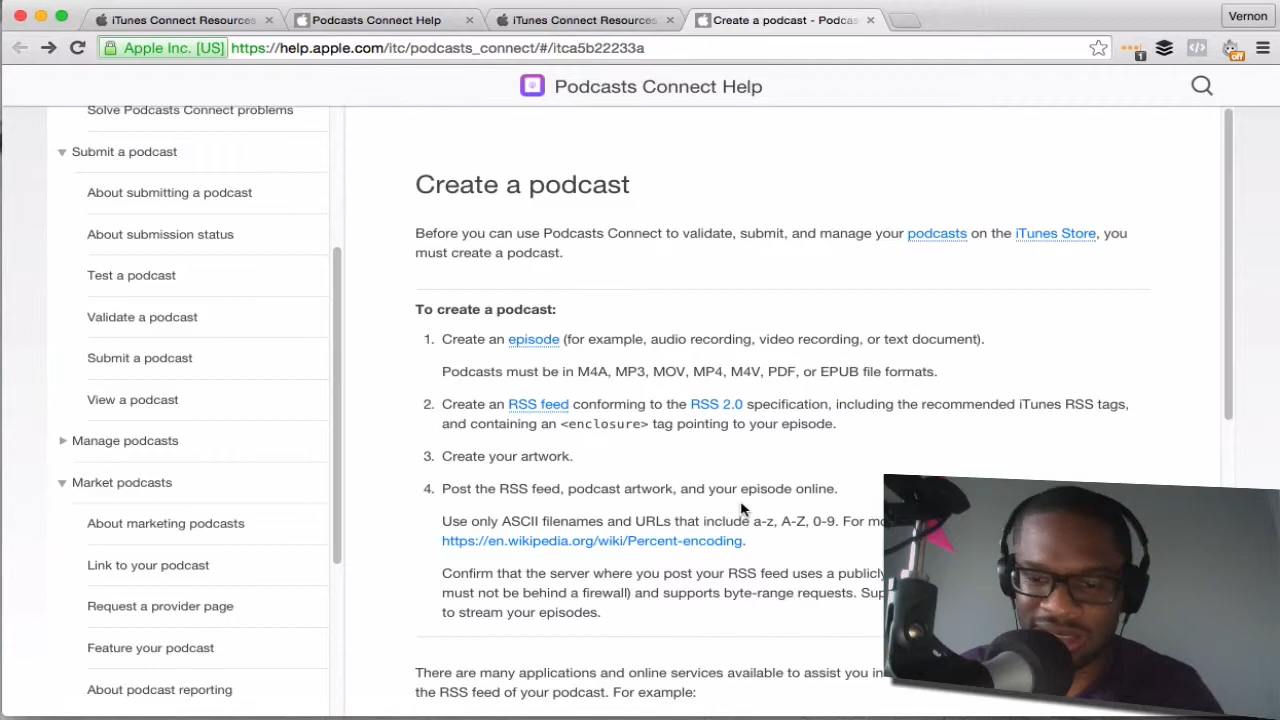 iTunes Connect Resources
Podcasts Connect Help
iTunes Connect Resources
Create a podcast - Podcas
Vernon
Apple Inc. [US]
https://help.apple.com/itc/podcasts_connect/#/itca5b22233a
1
off
Podcasts Connect Help
Solve Podcasts Connect problems
Submit a podcast
About submitting a podcast
About submission status
Test a podcast
Validate a podcast
Submit a podcast
View a podcast
Manage podcasts
Market podcasts
About marketing podcasts
Link to your podcast
Request a provider page
Feature your podcast
About podcast reporting
Create a podcast
Before you can use Podcasts Connect to validate, submit, and manage your podcasts on the iTunes Store, you
must create a podcast.
To create a podcast:
1. Create an episode (for example, audio recording, video recording, or text document).
Podcasts must be in M4A, MP3, MOV, MP4, M4V, PDF, or EPUB file formats.
2. Create an RSS feed conforming to the RSS 2.0 specification, including the recommended iTunes RSS tags,
and containing an <enclosure> tag pointing to your episode.
3. Create your artwork.
4. Post the RSS feed, podcast artwork, and your episode online.
Use only ASCII filenames and URLs that include a-z, A-Z, 0-9. For mo
https://en.wikipedia.org/wiki/Percent-encoding.
Confirm that the server where you post your RSS feed uses a publicly
must not be behind a firewall) and supports byte-range requests. Sup
to stream your episodes.
There are many applications and online services available to assist you in
the RSS feed of your podcast. For example: